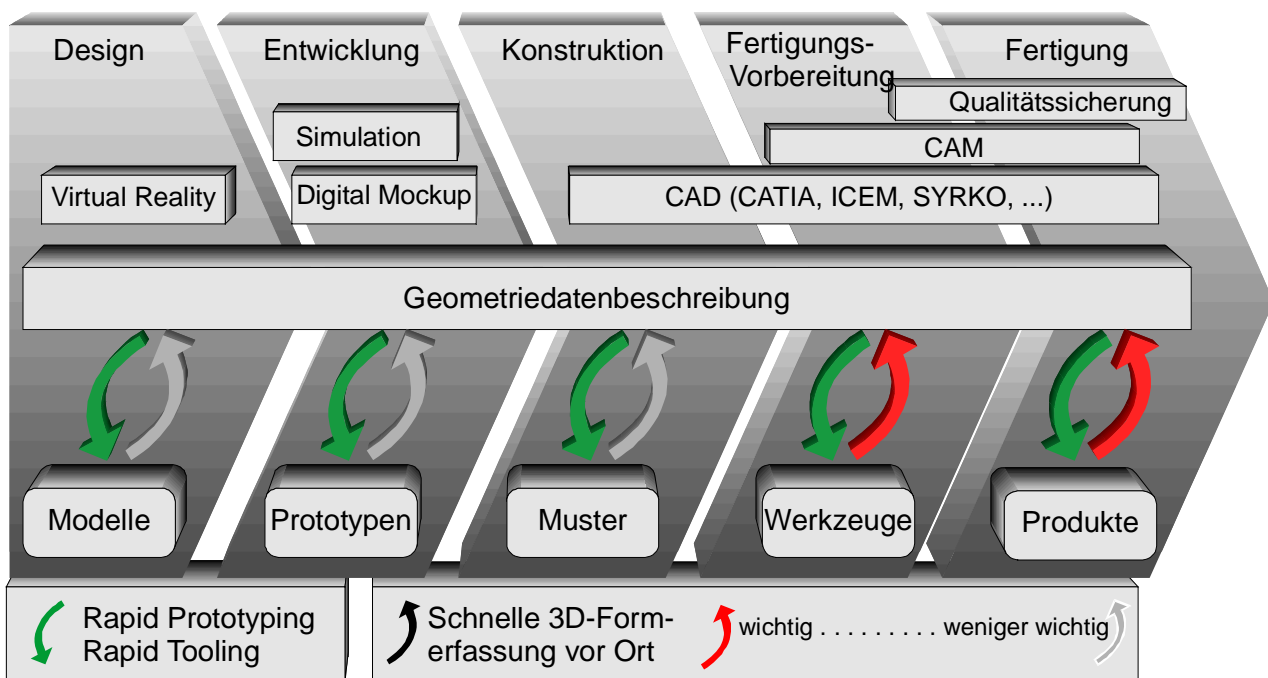 Design
Entwicklung
Konstruktion
Fertigungs-
Vorbereitung
Fertigung
Qualitätssicherung
Simulation
CAM
Virtual Reality
Digital Mockup
CAD (CATIA, ICEM, SYRKO, ...)
Geometriedatenbeschreibung
Modelle
Prototypen
Muster
Werkzeuge
Produkte
Rapid Prototyping
Rapid Tooling
Schnelle 3D-Form-
erfassung vor Ort
wichtig . . . . . . . . . weniger wichtig